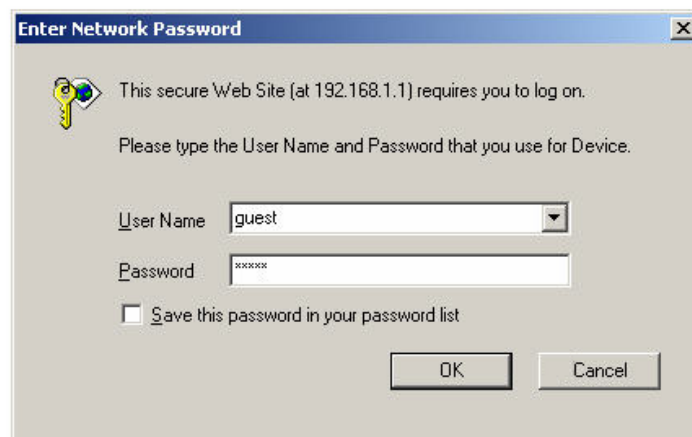 Enter Network Password
This secure Web Site (at 192.168.1.1) requires you to log on.
Please type the User Name and Password that you use for Device.
User Name guest
Password *****
Save this password in your password list
OK Cancel